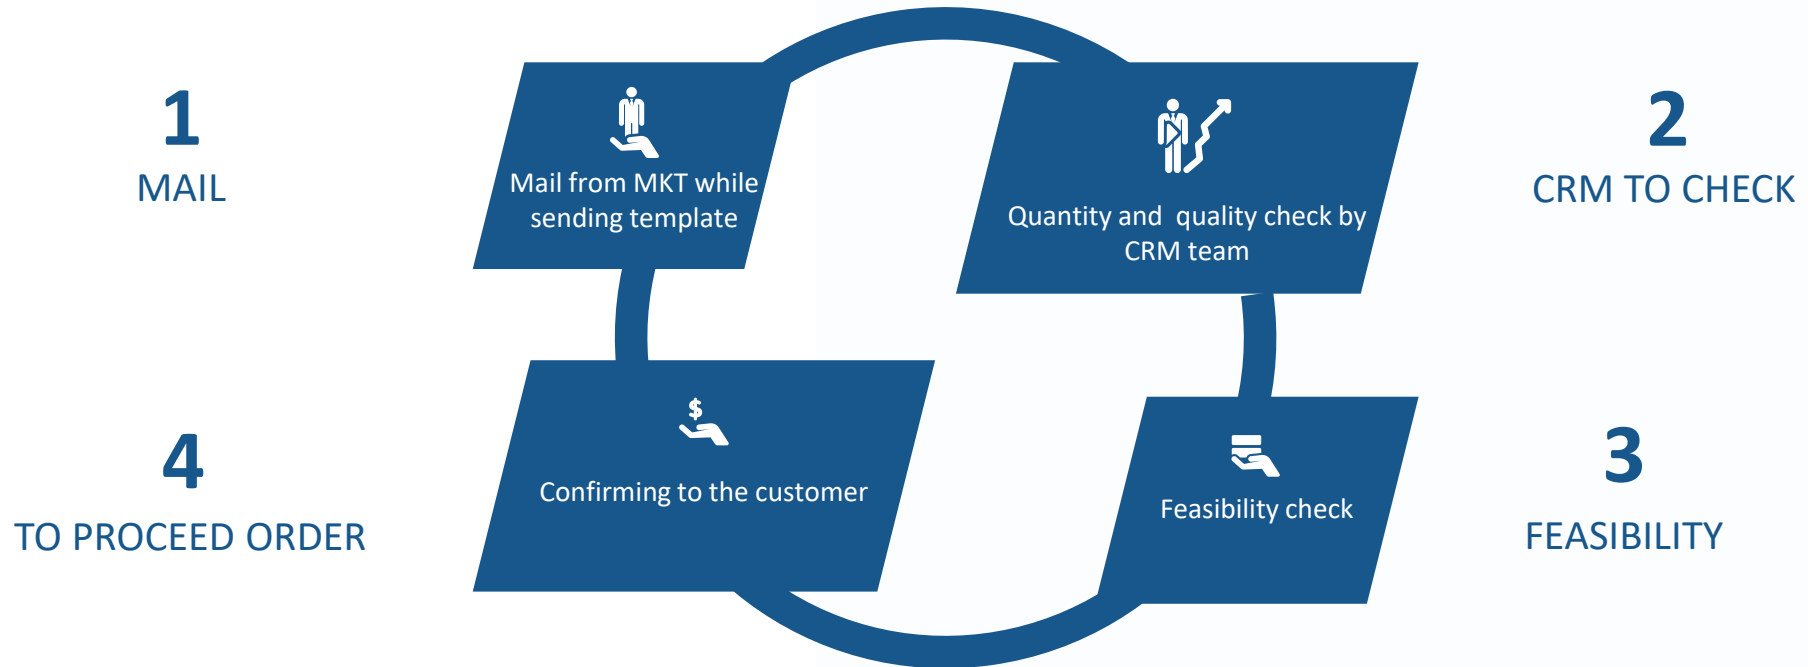 1
MAIL
Mail from MKT while
sending template
2
CRM TO CHECK
Quantity and  quality check by
CRM team
3
FEASIBILITY
Feasibility check
4
TO PROCEED ORDER
$
Confirming to the customer